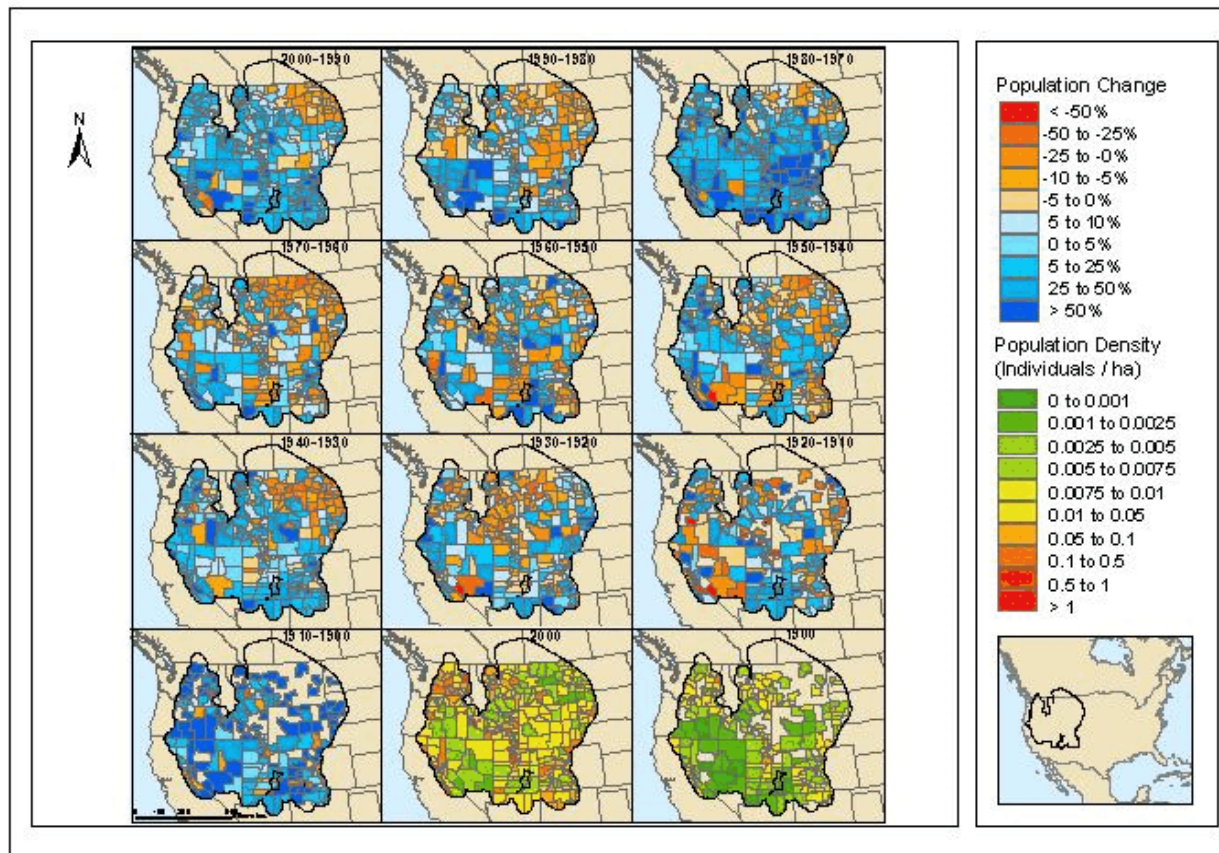 2000-1990
1990-1980
1980-1970
N
1970-1960
1960-1950
1950-1940
1940-1930
1930-1920
1920-1910
1910-1900
2000
1900
Population Change
< -50%
-50 to -25%
-25 to -0%
-10 to -5%
-5 to 0%
5 to 10%
0 to 5%
5 to 25%
25 to 50%
> 50%
Population Density
(Individuals / ha)
0 to 0.001
0.001 to 0.0025
0.0025 to 0.005
0.005 to 0.0075
0.0075 to 0.01
0.01 to 0.05
0.05 to 0.1
0.1 to 0.5
0.5 to 1
> 1